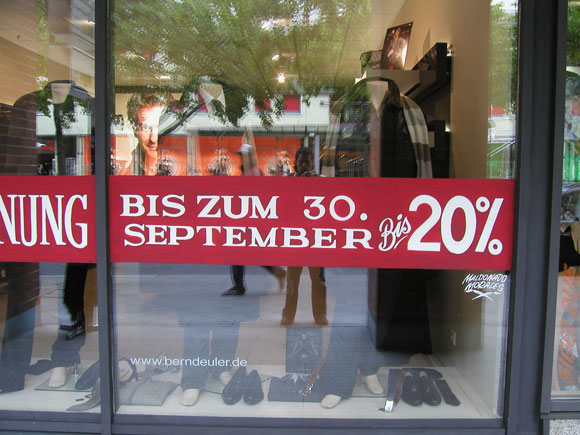 NUNG
BIS ZUM 30.
SEPTEMBER Bis 20%
MALDONADO
MORALES
www.berndeuler.de